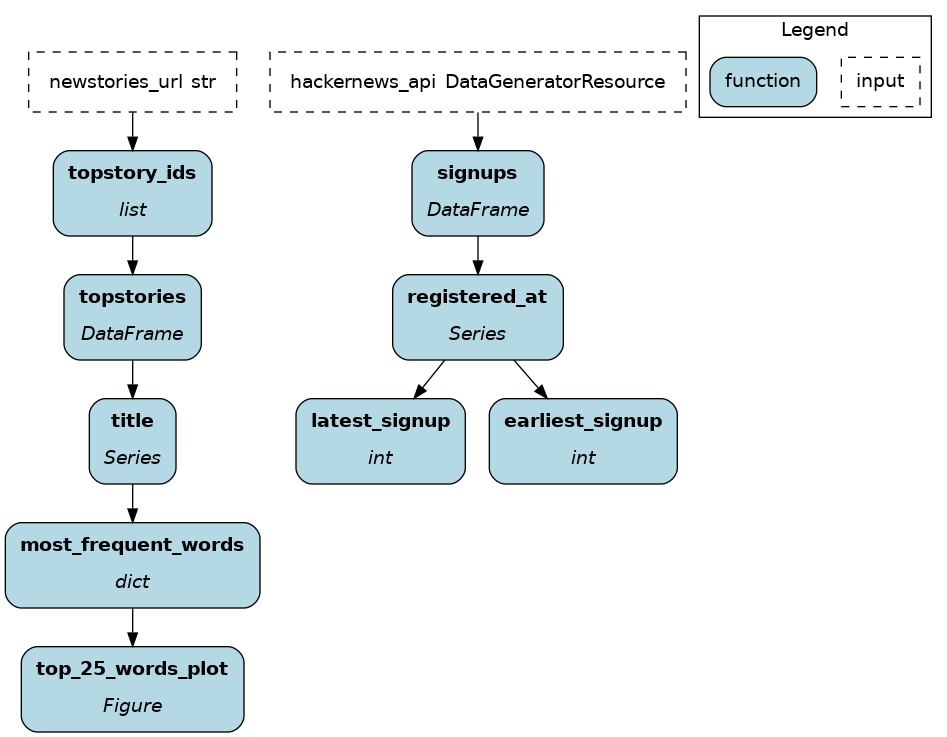 Legend
function
input
newstories_url str
hackernews_api DataGeneratorResource
topstory_ids
list
signups
DataFrame
topstories
DataFrame
registered_at
Series
title
Series
latest_signup
int
earliest_signup
int
most_frequent_words
dict
top_25_words_plot
Figure